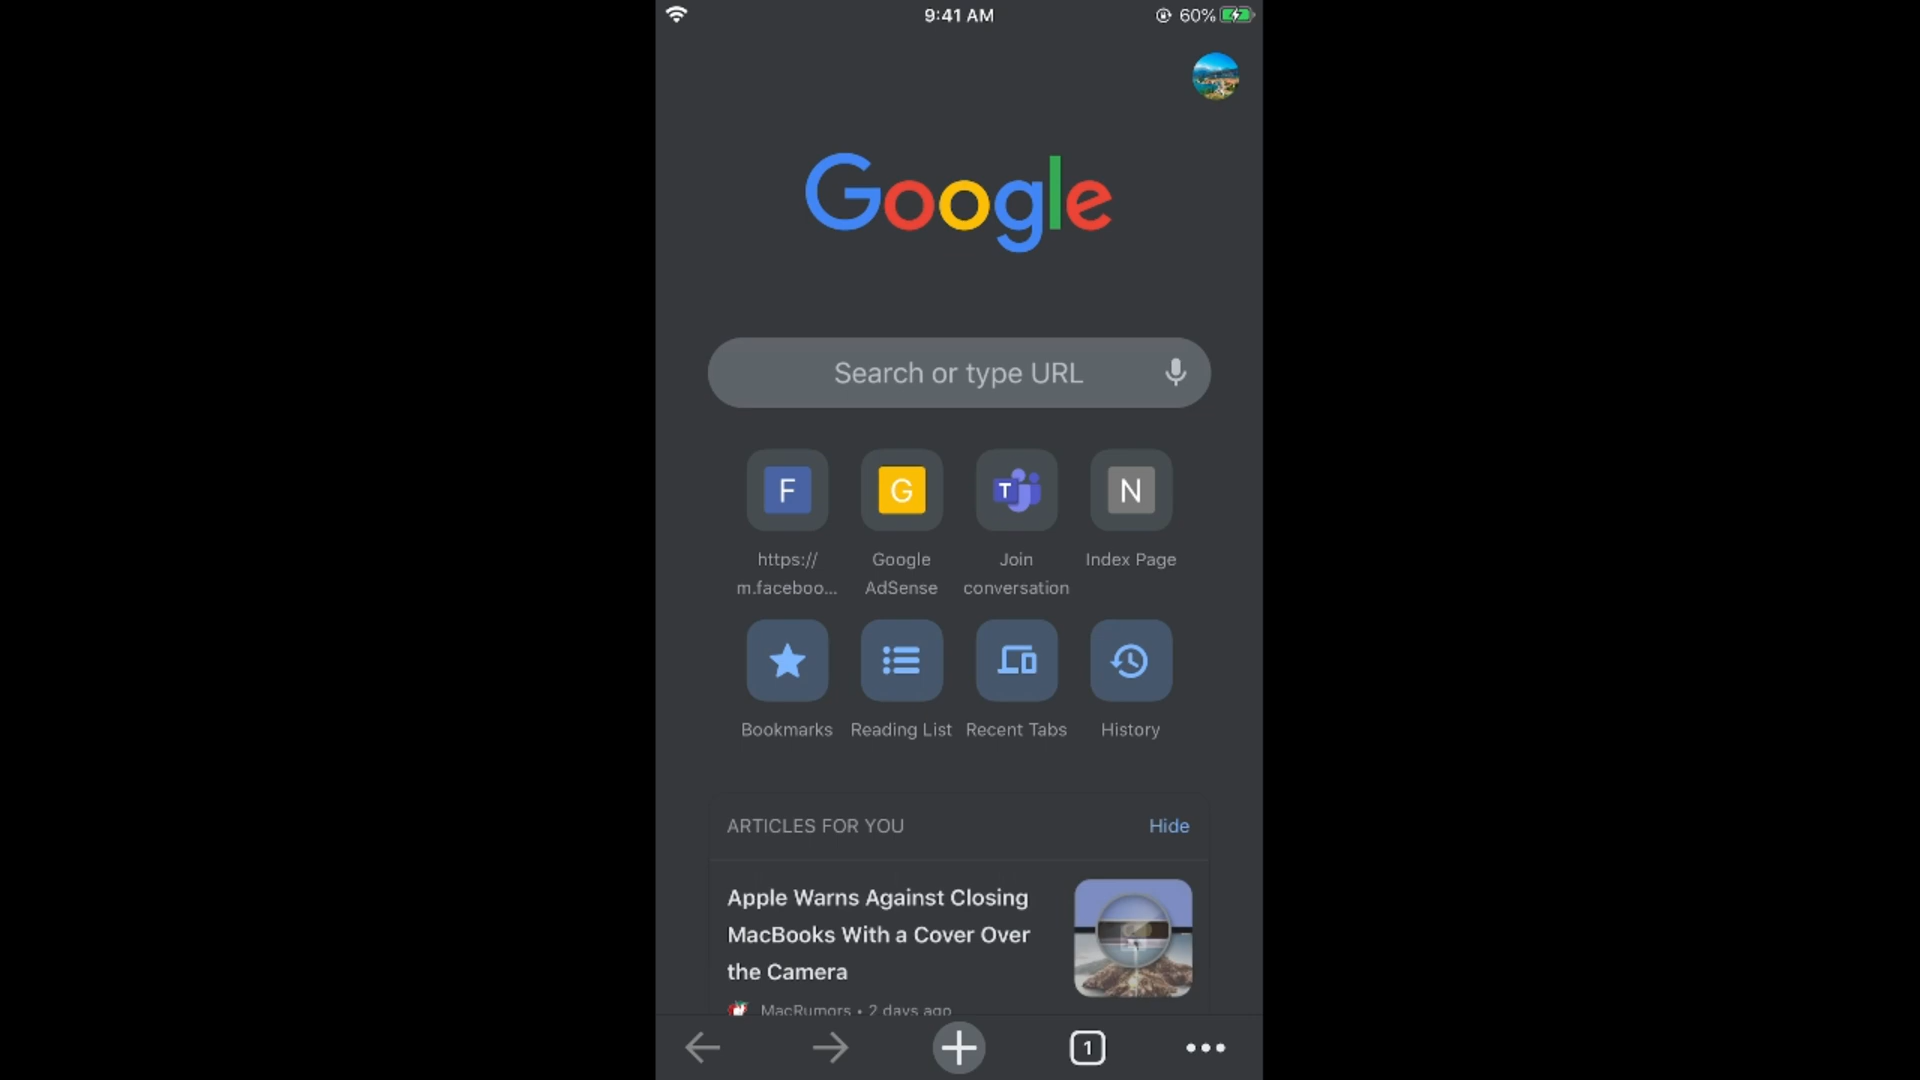 9:41 AM
60%
Google
Search or type URL
F
G
T
N
https://
m.faceboo...
Google
AdSense
Join
conversation
Index Page
Bookmarks
Reading List
Recent Tabs
History
ARTICLES FOR YOU
Hide
Apple Warns Against Closing
MacBooks With a Cover Over
the Camera
MacRumors • 2 days ago
1